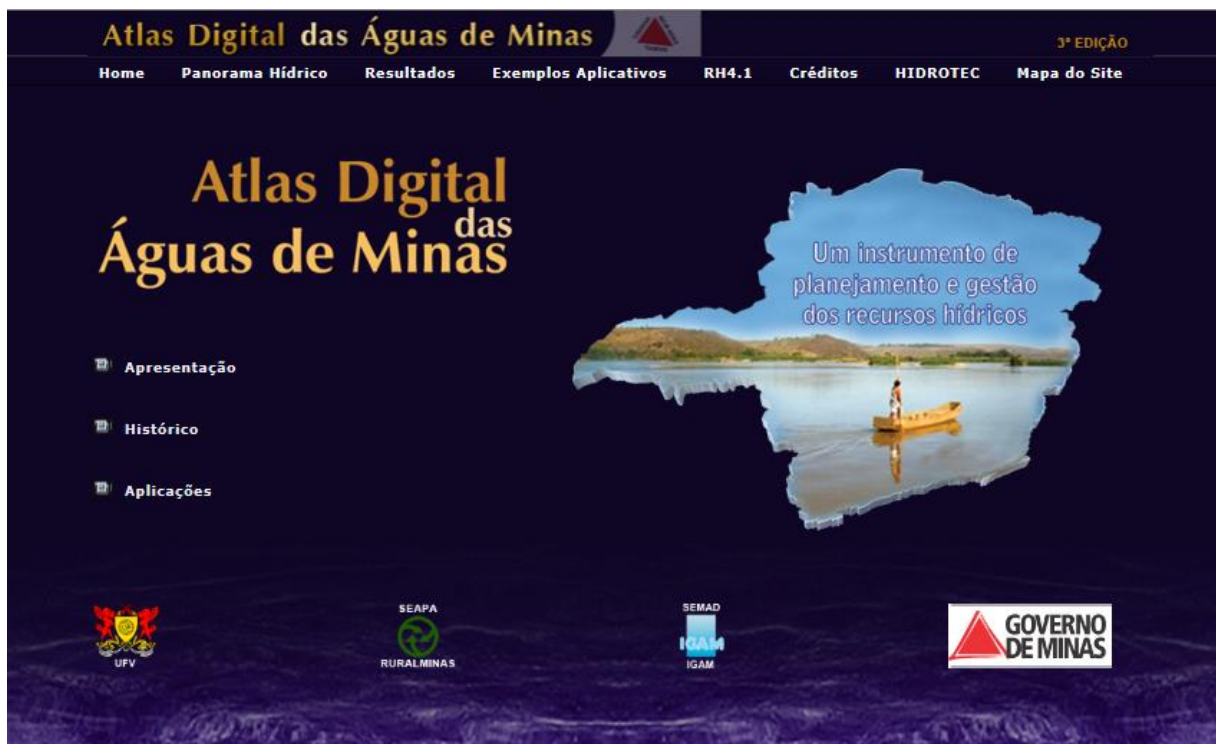 Atlas Digital das Águas de Minas
3ª EDIÇÃO
Home Panorama Hídrico Resultados Exemplos Aplicativos RH4.1 Créditos HIDROTEC Mapa do Site
Atlas Digital
das
Águas de Minas
Um instrumento de
planejamento e gestão
dos recursos hídricos
Apresentação
Histórico
Aplicações
UFV
SEAPA
RURALMINAS
SEMAD
IGAM
IGAM
GOVERNO
DE MINAS